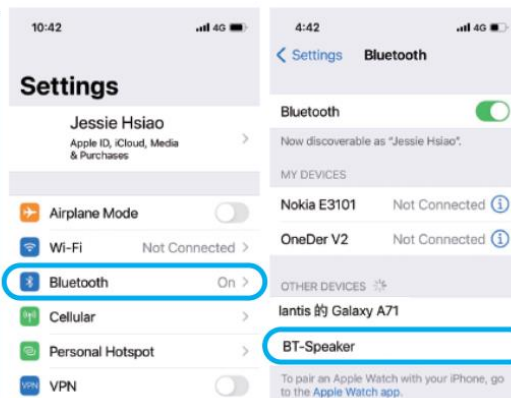 10:42
4G
Settings
Jessie Hsiao
Apple ID, iCloud, Media
& Purchases
Airplane Mode
Wi-Fi Not Connected
Bluetooth On
Cellular
Personal Hotspot
VPN VPN
4:42
4G
Settings Bluetooth
Bluetooth
Now discoverable as "Jessie Hsiao".
MY DEVICES
Nokia E3101 Not Connected
OneDer V2 Not Connected
OTHER DEVICES
lantis 的 Galaxy A71
BT-Speaker
To pair an Apple Watch with your iPhone, go
to the Apple Watch app.